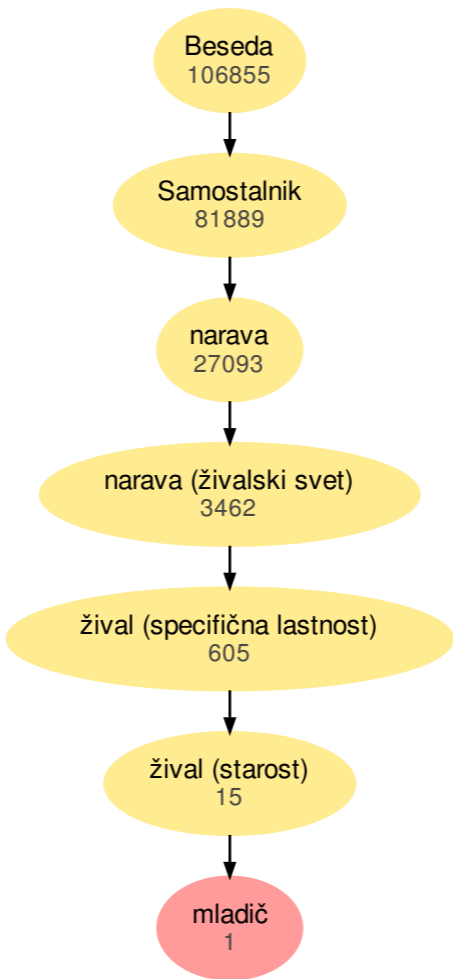 Beseda
106855
Samostalnik
81889
narava
27093
narava (živalski svet)
3462
žival (specifična lastnost)
605
žival (starost)
15
mladič
1